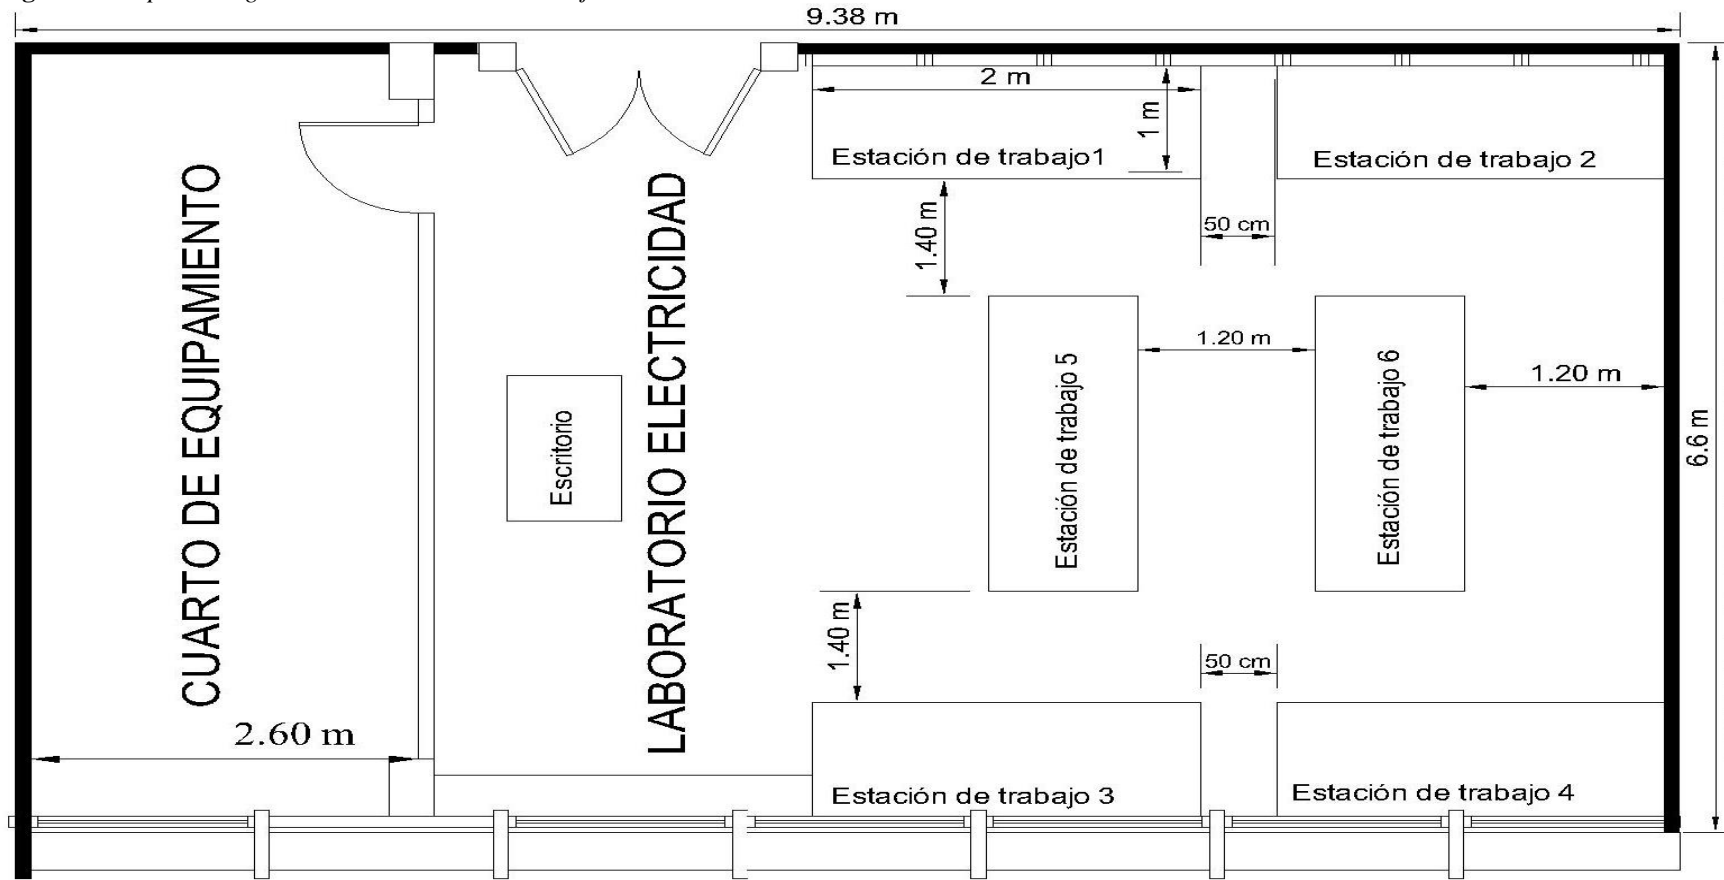 9.38 m
2 m
1 m
Estación de trabajo1
Estación de trabajo 2
CUARTO DE EQUIPAMIENTO
LABORATORIO ELECTRICIDAD
1.40 m
50 cm
1.20 m
1.20 m
Escritorio
Estación de trabajo 5
Estación de trabajo 6
6.6 m
1.40 m
50 cm
2.60 m
Estación de trabajo 3
Estación de trabajo 4